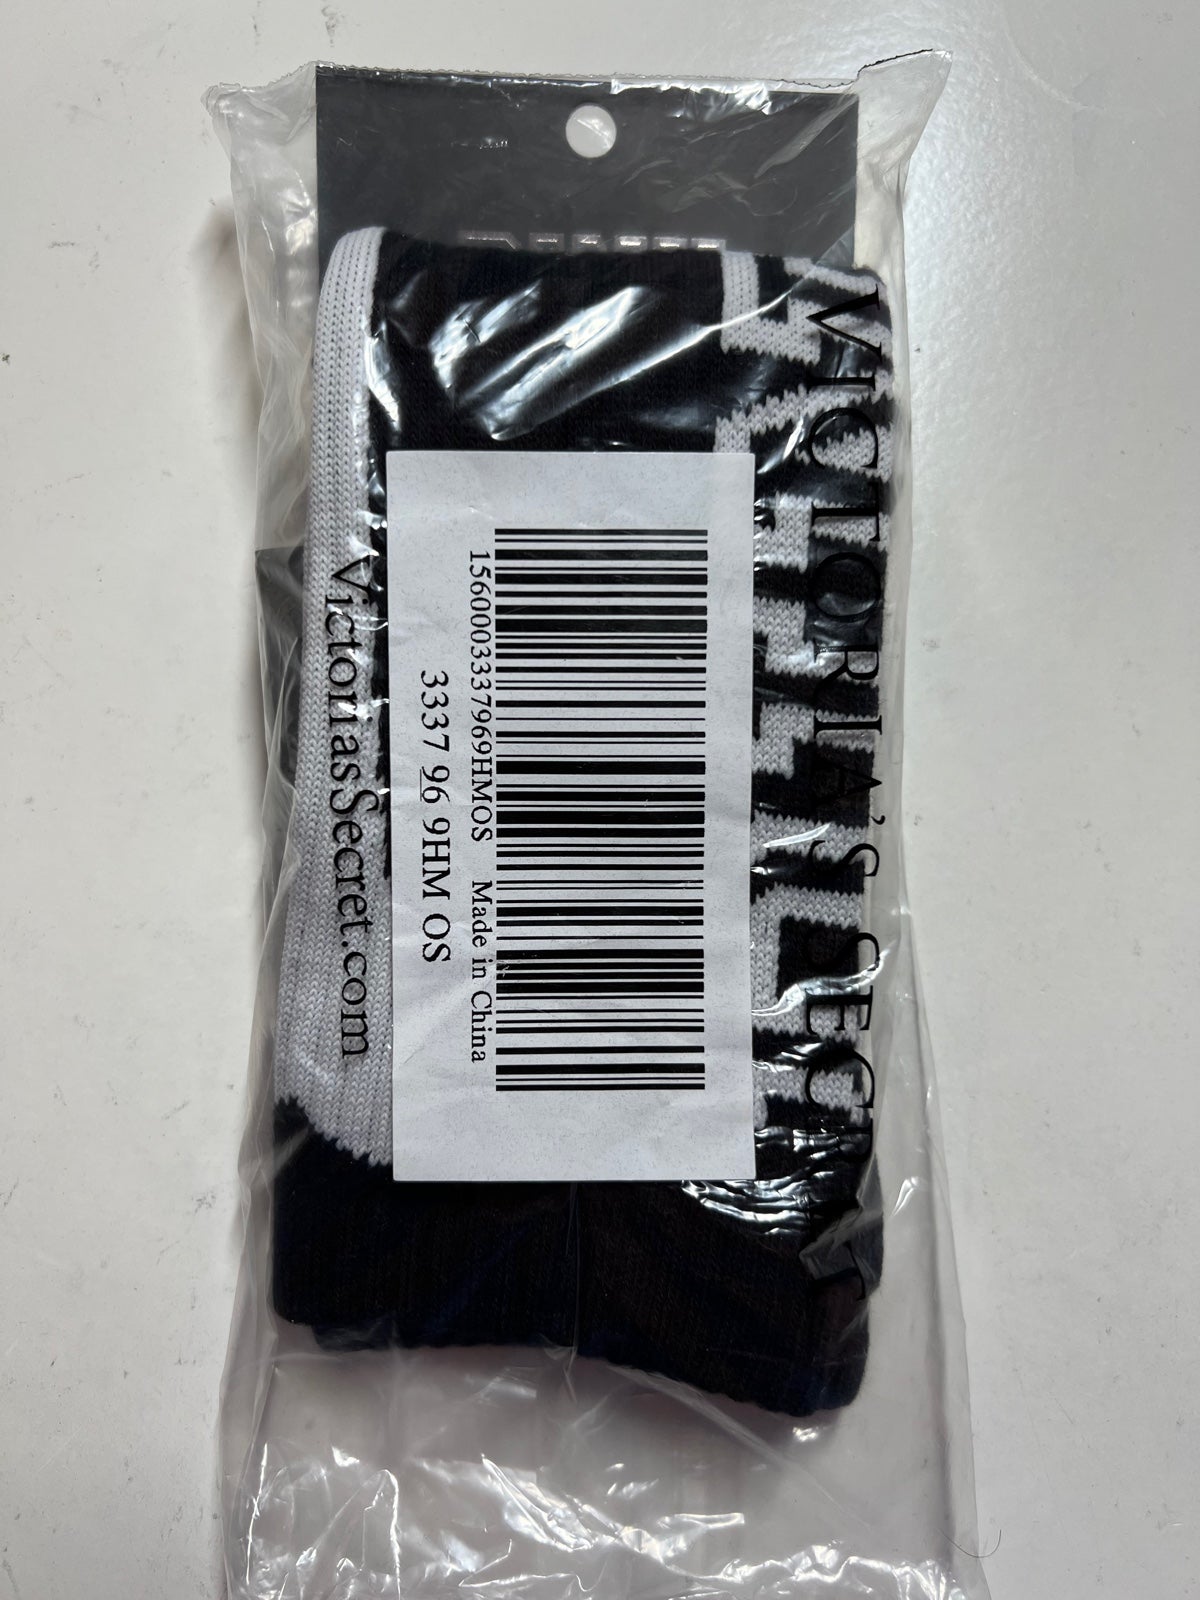 VICTORIA'S SECRET
156000333796​9HMOS Made in China
3337 96 9HM OS
VictoriasSecret.com